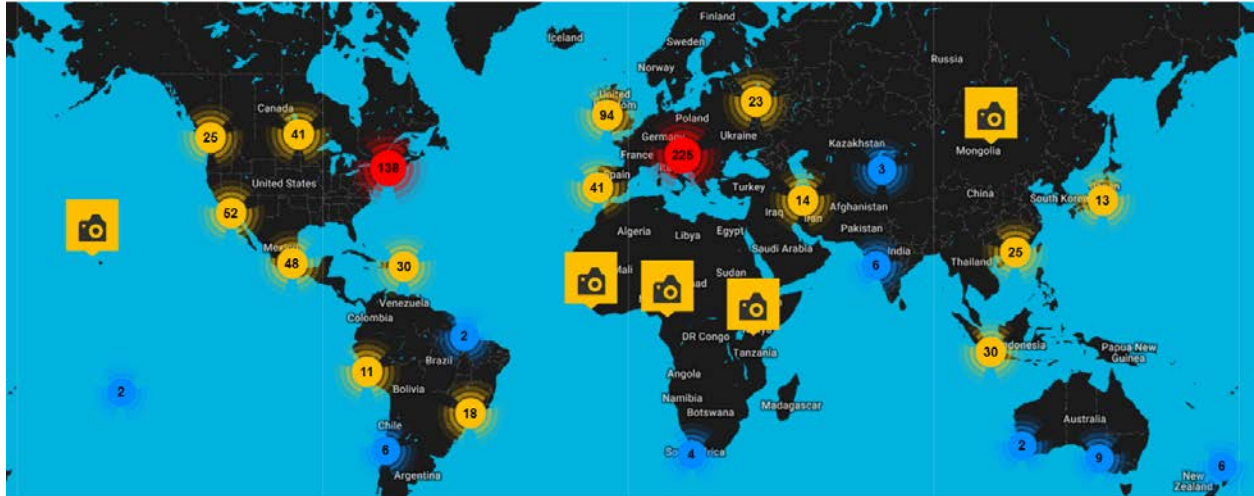 Finland
Iceland
Sweden
Russia
Norway
United
94
Kingdom
23
Canada
25
41
Poland
Germany
Ukraine
Kazakhstan
Mongolia
138
France
225
3
United States
41
Spain
Turkey
China
South Korea
13
52
Iraq
14
Iran
Afghanistan
Pakistan
Algeria
Libya
Egypt
Saudi Arabia
India
25
Mexico
48
30
Mali
Sudan
6
Thailand
Venezuela
Colombia
2
Brazil
DR Congo
Tanzania
30
Indonesia
Papua New
Guinea
11
Bolivia
Angola
2
Namibia
Botswana
Madagascar
18
Australia
Chile
6
South Africa
4
2
9
6
Argentina
New
Zealand